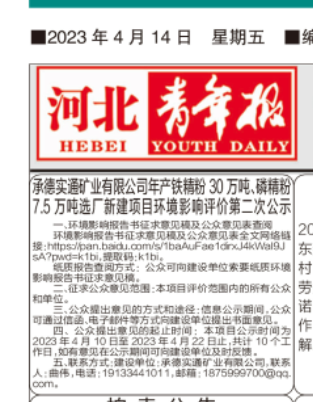 ■2023 年 4 月 14 日 星期五 ■
河北 青年报
HEBEI YOUTH DAILY
承德实通矿业有限公司年产铁精粉 30 万吨、磷精粉
7.5 万吨选厂新建项目环境影响评价第二次公示
一、环境影响报告书征求意见稿及公众意见表查阅
环境影响报告书征求意见稿及公众意见表全文网络链
接:https://pan.baidu.com/s/1baAuFae1dirxJ4kWal9J
sA?pwd=k1bi,提取码:k1bi。
纸质报告查阅方式：公众可向建设单位索要纸质环境
影响报告书征求意见稿。
二、征求公众意见范围:本项目评价范围内的所有公众
和单位。
三、公众提出意见的方式和途径:信息公示期间,公众
可通过信函、电子邮件等方式向建设单位提出书面意见。
四、公众提出意见的起止时间：本项目公示时间为
2023 年 4 月 10 日至 2023 年 4 月 22 日止,共计 10 个工
作日,如有意见在公示期间可向建设单位及时反馈。
五、联系方式:建设单位:承德实通矿业有限公司,联系
人:曲伟,电话:19133441011,邮箱:1875999700@qq.
com。
20
东
村
劳
诺
作
解